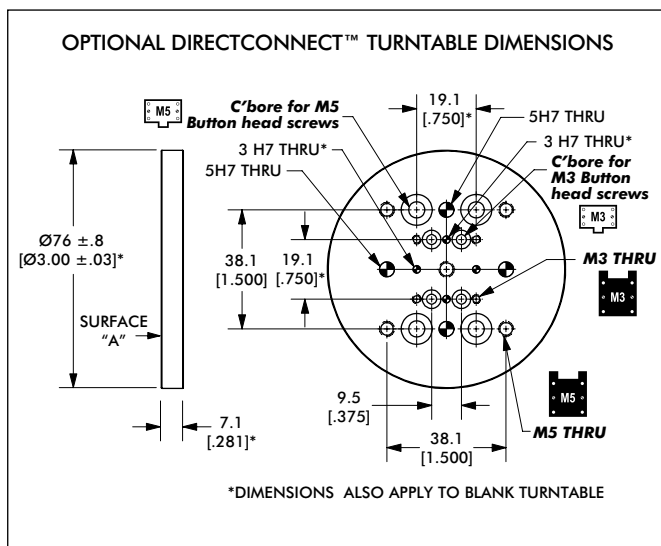 OPTIONAL DIRECTCONNECT™ TURNTABLE DIMENSIONS
M5
C'bore for M5
Button head screws
19.1
[.750]*
5H7 THRU
3 H7 THRU*
3 H7 THRU*
5H7 THRU
C'bore for
M3 Button
head screws
M3
Ø76 ±.8
[Ø3.00 ±.03]*
38.1
[1.500]
19.1
[.750]*
M3 THRU
M3
SURFACE
"A"
9.5
[.375]
M5
7.1
[.281]*
38.1
[1.500]
M5 THRU
*DIMENSIONS ALSO APPLY TO BLANK TURNTABLE